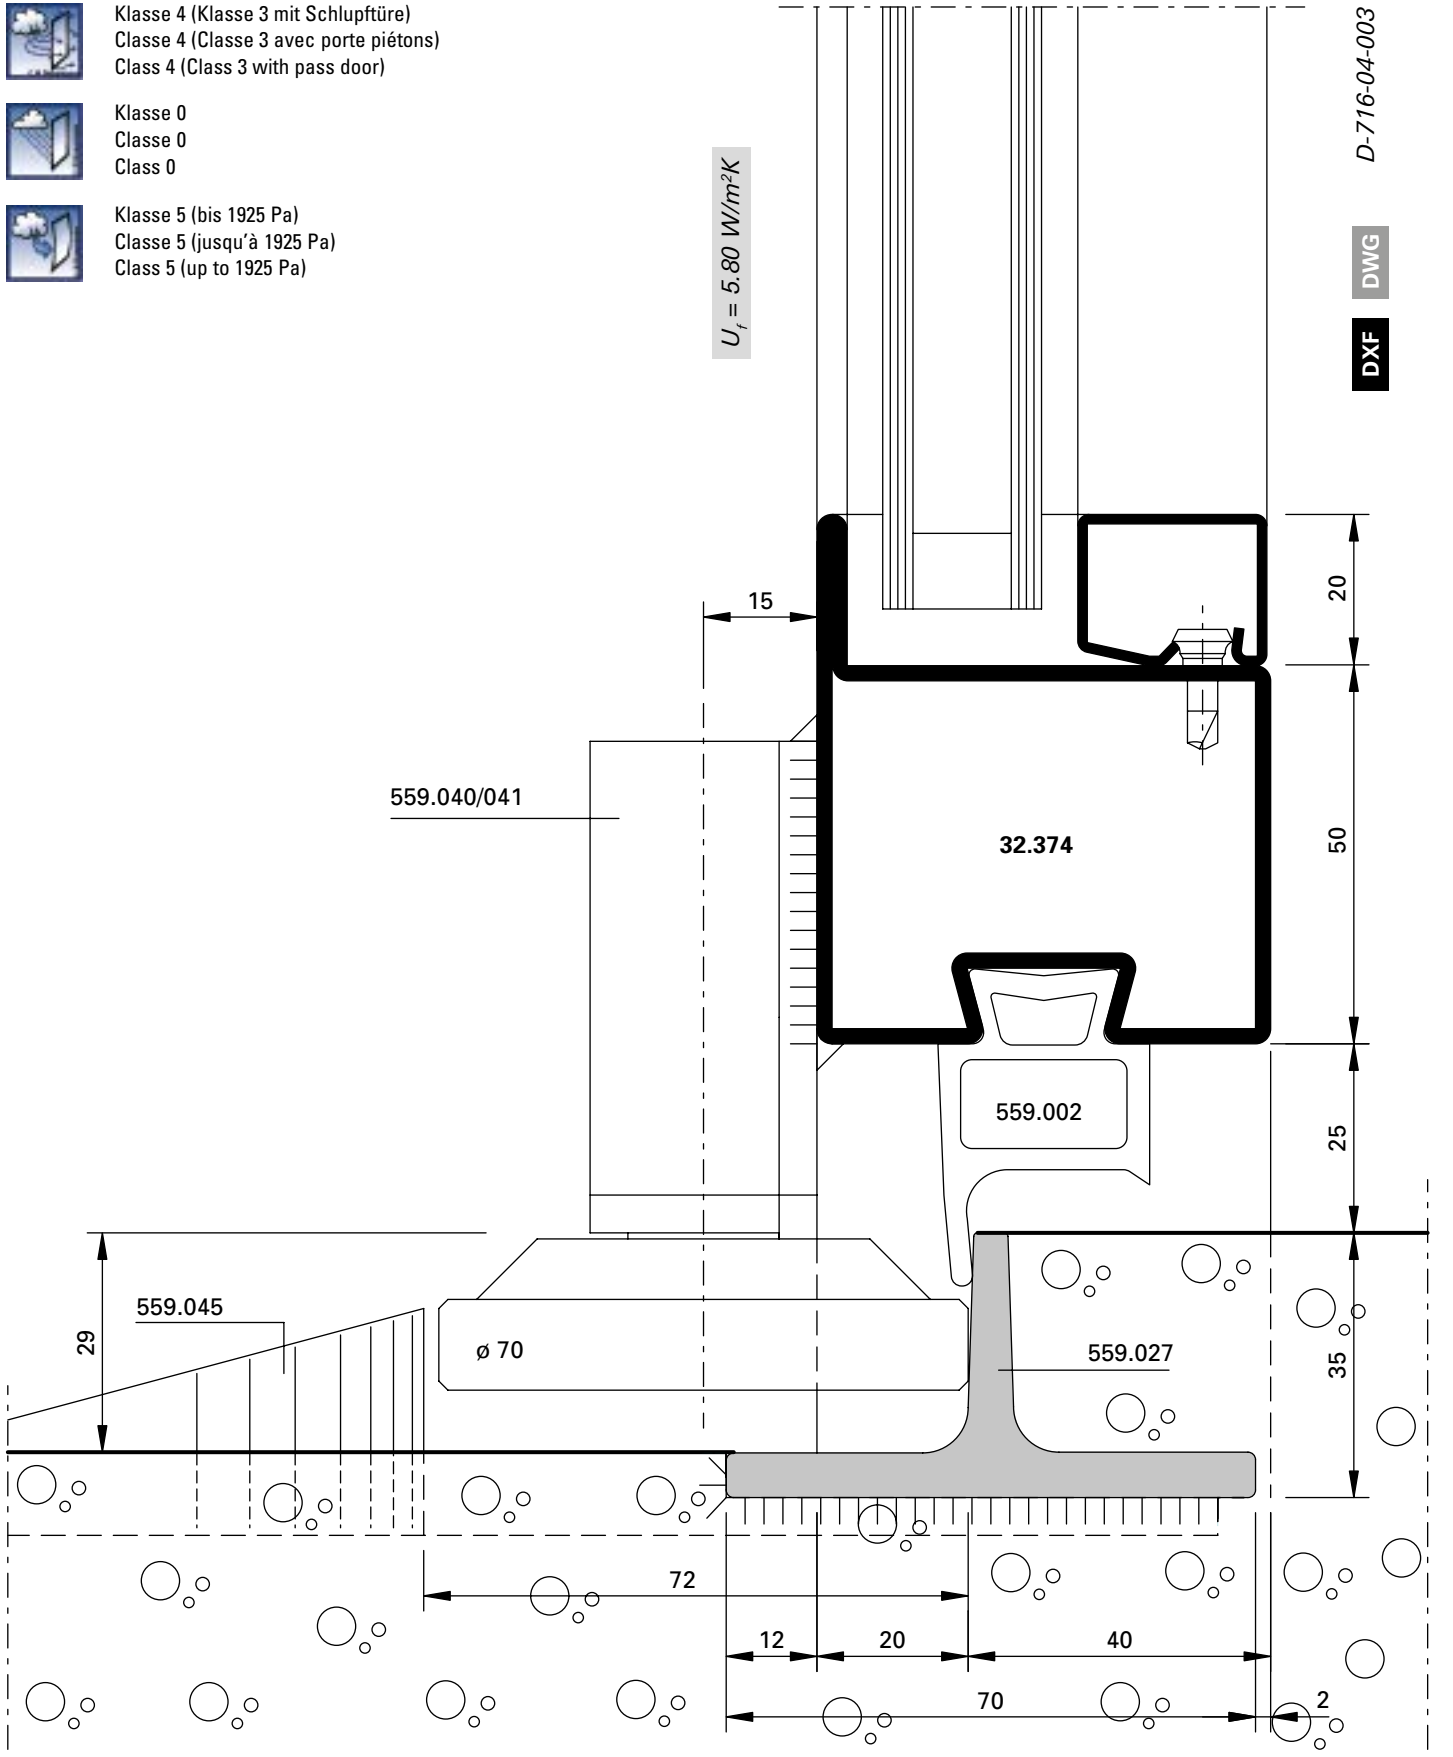 Klasse 4 (Klasse 3 mit Schlupftüre)
Classe 4 (Classe 3 avec porte piétons)
Class 4 (Class 3 with pass door)
Klasse 0
Classe 0
Class 0
Klasse 5 (bis 1925 Pa)
Classe 5 (jusqu'à 1925 Pa)
Class 5 (up to 1925 Pa)
U_f = 5.80 W/m²K
D-716-04-003
DWG
DXF
15
20
559.040/041
32.374
50
559.002
25
559.045
29
ø 70
559.027
35
72
12
20
40
70
2